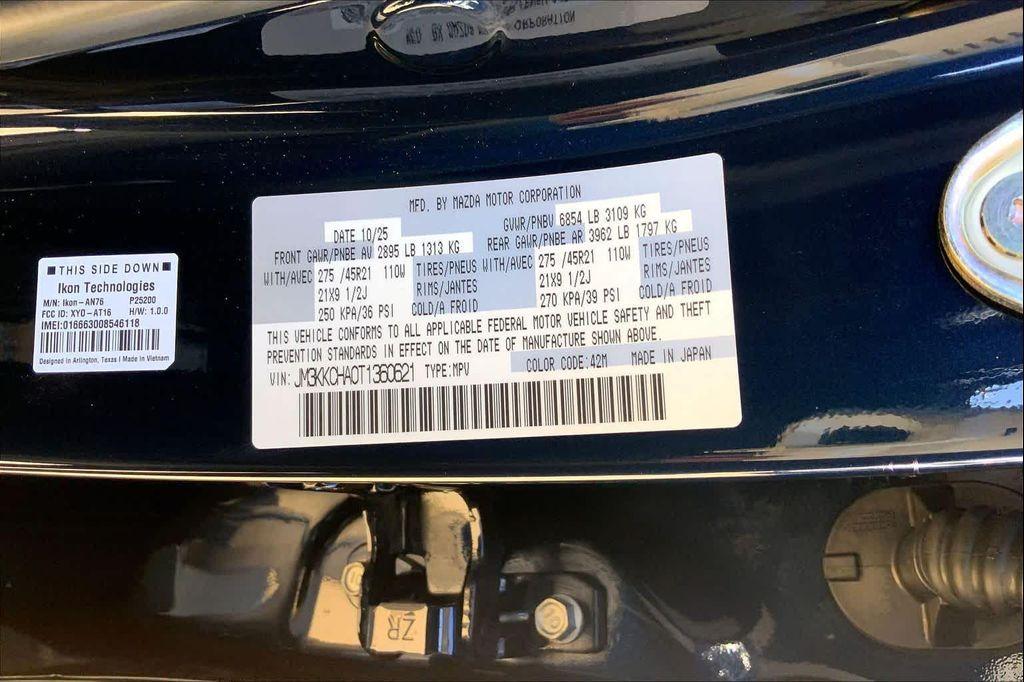 MFD. BY MAZDA MOTOR CORPORATION
DATE 10/25
GVWR/PNBV 6854 LB 3109 KG
FRONT GAWR/PNBE AV 2895 LB 1313 KG
REAR GAWR/PNBE AR 3962 LB 1797 KG
WITH/AVEC 275 /45R21 110W TIRES/PNEUS
21X9 1/2J RIMS/JANTES
250 KPA/36 PSI COLD/A FROID
WITH/AVEC 275 /45R21 110W TIRES/PNEUS
21X9 1/2J RIMS/JANTES
270 KPA/39 PSI COLD/A FROID
THIS VEHICLE CONFORMS TO ALL APPLICABLE FEDERAL MOTOR VEHICLE SAFETY AND THEFT
PREVENTION STANDARDS IN EFFECT ON THE DATE OF MANUFACTURE SHOWN ABOVE.
COLOR CODE:42M MADE IN JAPAN
VIN: JM3KKCHA0T1360621 TYPE:MPV
THIS SIDE DOWN
Ikon Technologies
M/N: Ikon-AN76 P25200
FCC ID: XYO-AT16 H/W: 1.0.0
IMEI:016663008546118
Designed in Arlington, Texas | Made in Vietnam
ZR